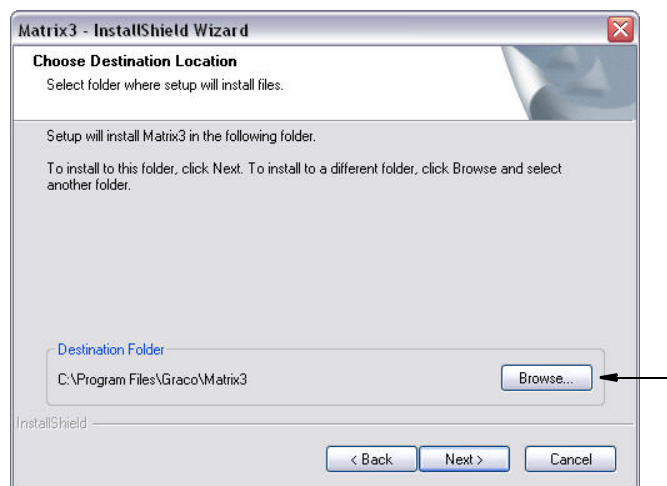 Matrix3 - InstallShield Wizard
Choose Destination Location
Select folder where setup will install files.
Setup will install Matrix3 in the following folder.
To install to this folder, click Next. To install to a different folder, click Browse and select
another folder.
Destination Folder
C:\Program Files\Graco\Matrix3
Browse...
InstallShield
< Back
Next >
Cancel